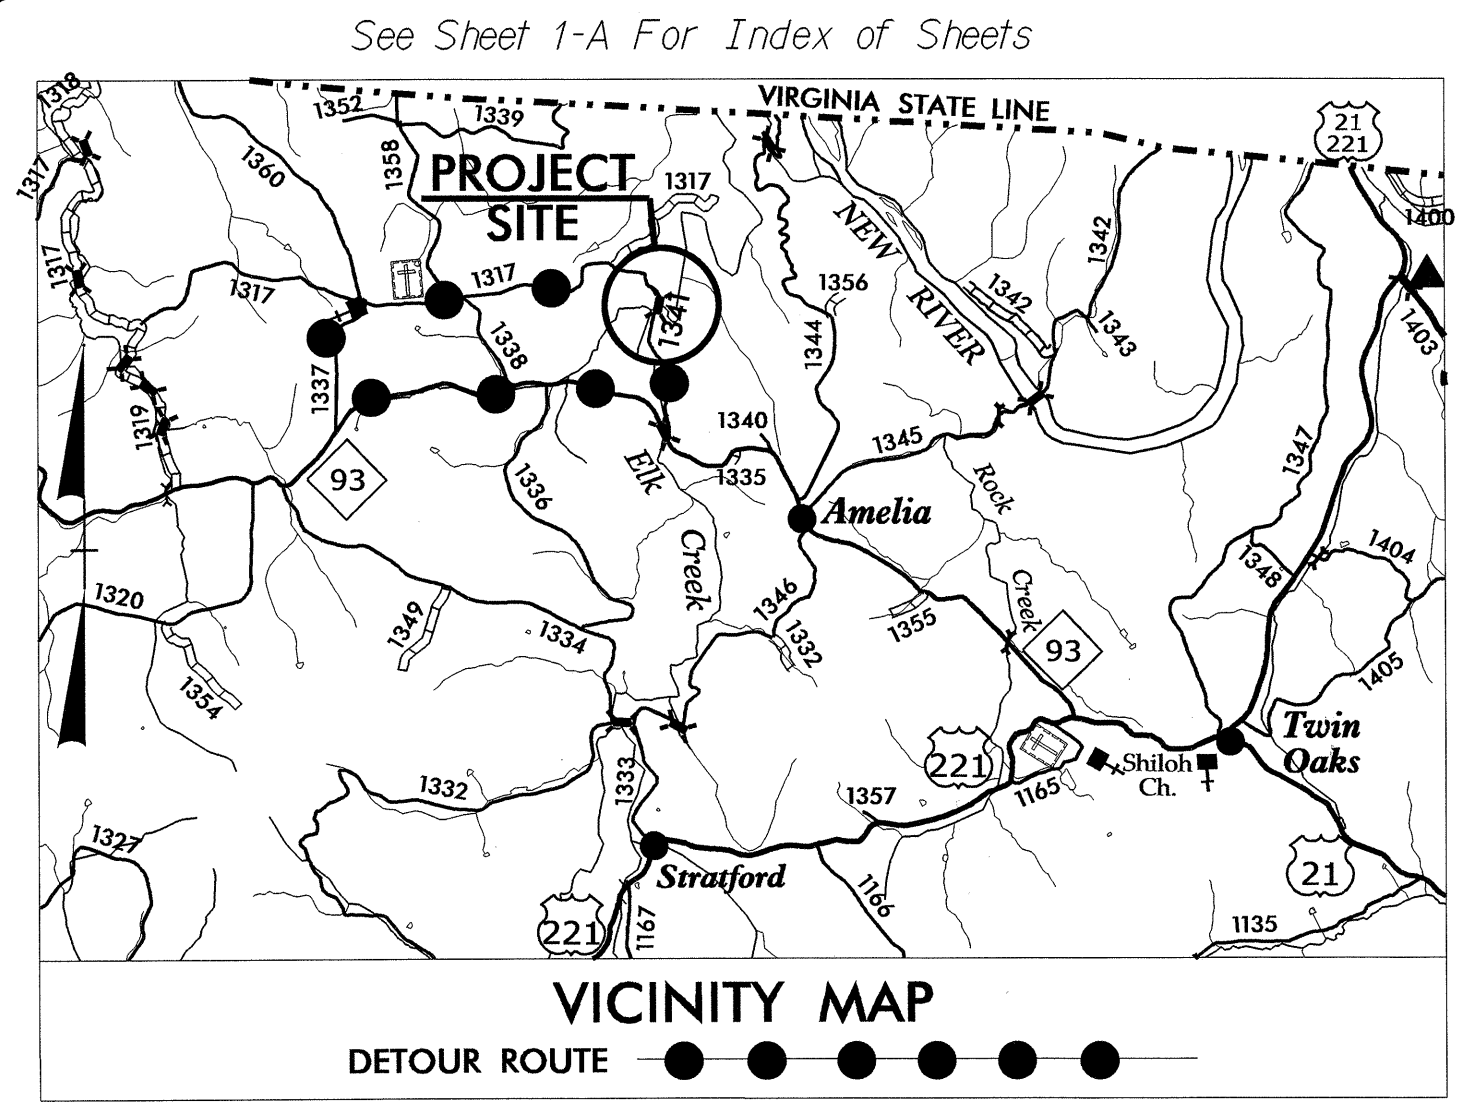 See Sheet 1-A For Index of Sheets
1318
1352
1339
VIRGINIA STATE LINE
21
221
1317
1360
1358
PROJECT
SITE
1317
1400
NEW
RIVER
1342
1317
1317
1317
1356
1342
1343
1341
1344
1338
1403
1337
1319
1340
1345
1347
93
1336
Elk
1335
Rock
Amelia
Creek
1348
1404
1320
1349
1334
1346
1332
1355
Creek
93
1405
1354
Twin
Oaks
221
Shiloh
Ch.
1332
1333
1357
1165
1327
Stratford
1166
21
221
1167
1135
VICINITY MAP
DETOUR ROUTE